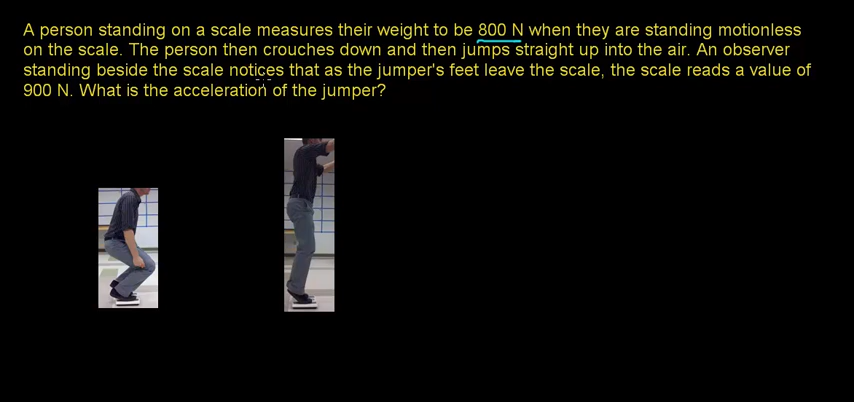 A person standing on a scale measures their weight to be 800 N when they are standing motionless
on the scale. The person then crouches down and then jumps straight up into the air. An observer
standing beside the scale notices that as the jumper's feet leave the scale, the scale reads a value of
900 N. What is the acceleration of the jumper?